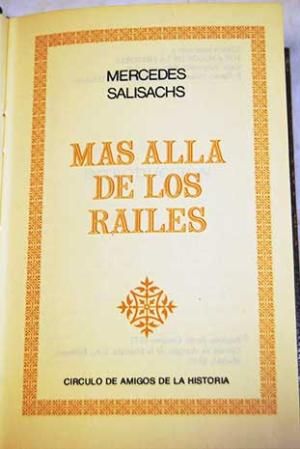 MERCEDES
SALISACHS
MAS ALLA
DE LOS
RAILES
CIRCULO DE AMIGOS DE LA HISTORIA